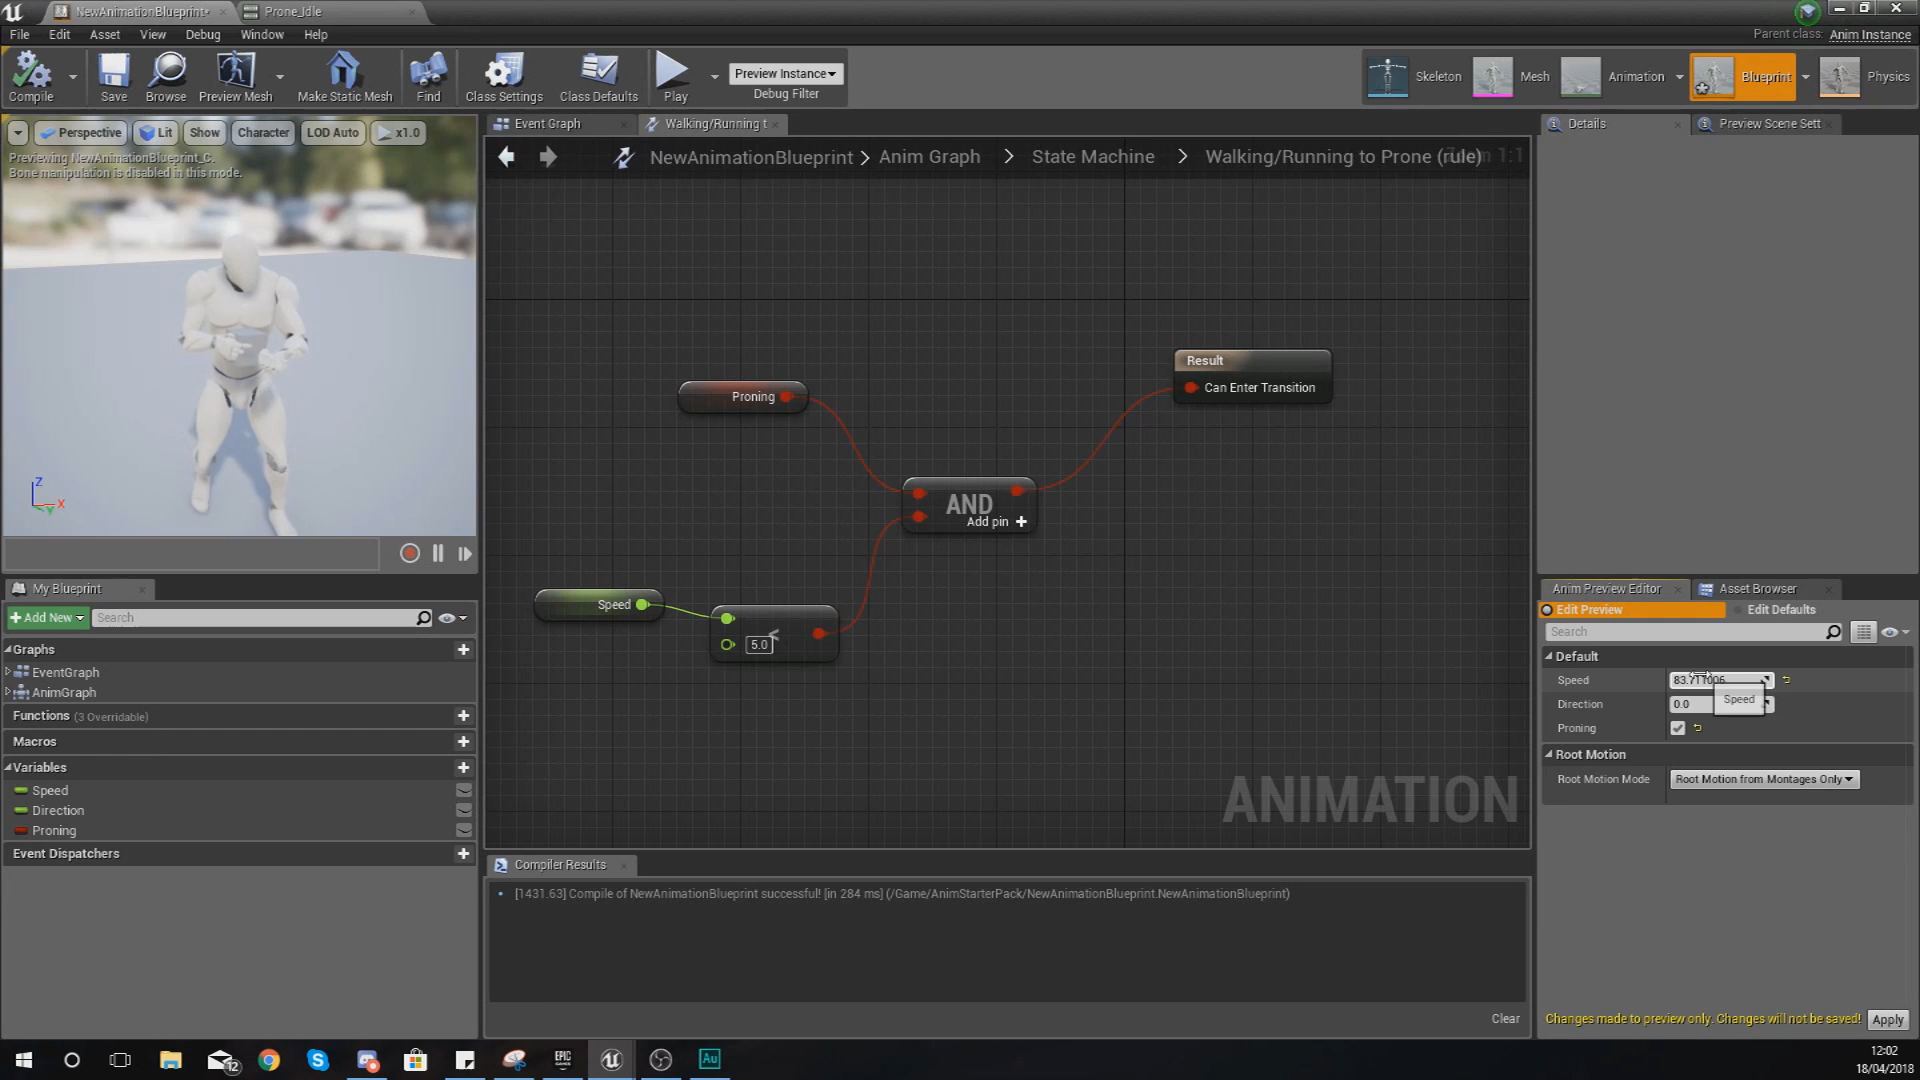 NewAnimationBlueprint*
Prone_Idle
File Edit Asset View Debug Window Help
Parent class: Anim Instance
Compile
Save
Browse
Preview Mesh
Make Static Mesh
Find
Class Settings
Class Defaults
Play
Preview Instance
Debug Filter
Skeleton
Mesh
Animation
Blueprint
Physics
Perspective
Lit
Show
Character
LOD Auto
x1.0
Previewing NewAnimationBlueprint_C.
Bone manipulation is disabled in this mode.
Z
X
Y
Event Graph
Walking/Running t
NewAnimationBlueprint > Anim Graph > State Machine > Walking/Running to Prone (rule)
Proning
Result
Can Enter Transition
AND
Add pin +
Speed
<
5.0
ANIMATION
Details
Preview Scene Sett
My Blueprint
Add New
Search
Graphs
EventGraph
AnimGraph
Functions (3 Overridable)
Macros
Variables
Speed
Direction
Proning
Event Dispatchers
Compiler Results
[1431.63] Compile of NewAnimationBlueprint successful! [in 284 ms] (/Game/AnimStarterPack/NewAnimationBlueprint.NewAnimationBlueprint)
Clear
Anim Preview Editor
Asset Browser
Edit Preview
Edit Defaults
Search
Default
Speed 83.711006
Speed
Direction 0.0
Proning
Root Motion
Root Motion Mode Root Motion from Montages Only
Changes made to preview only. Changes will not be saved!
Apply
12
EPIC
GAMES
Au
12:02
18/04/2018